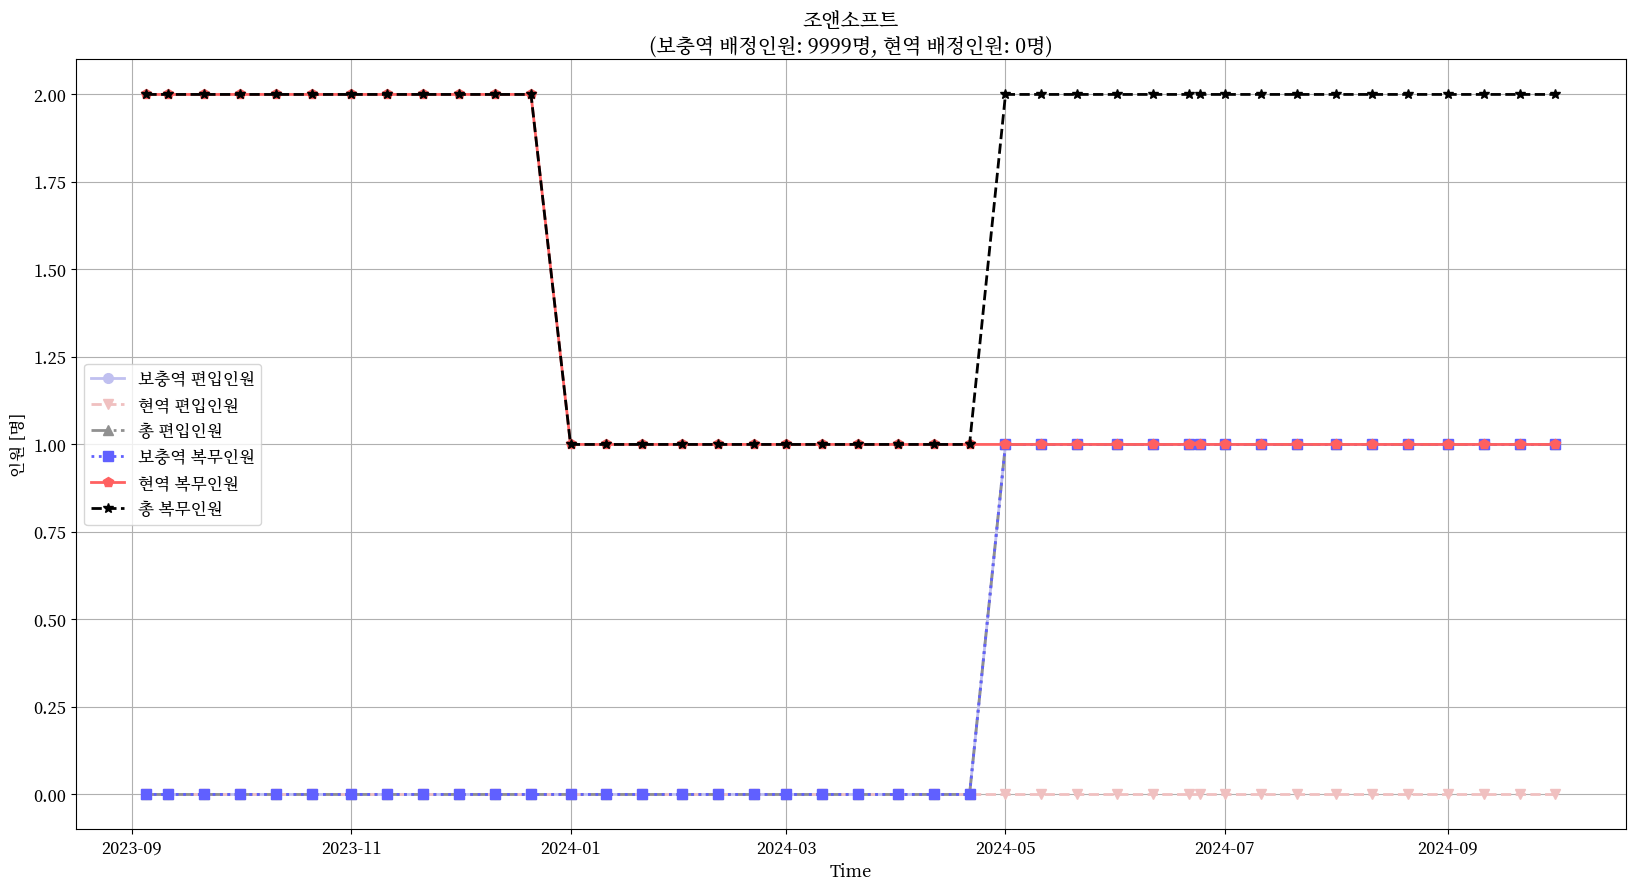 조앤소프트
(보충역 배정인원: 9999명, 현역 배정인원: 0명)
2.00
1.75
1.50
1.25
1.00
0.75
0.50
0.25
0.00
인원 [명]
보충역 편입인원
현역 편입인원
총 편입인원
보충역 복무인원
현역 복무인원
총 복무인원
2023-09
2023-11
2024-01
2024-03
2024-05
2024-07
2024-09
Time